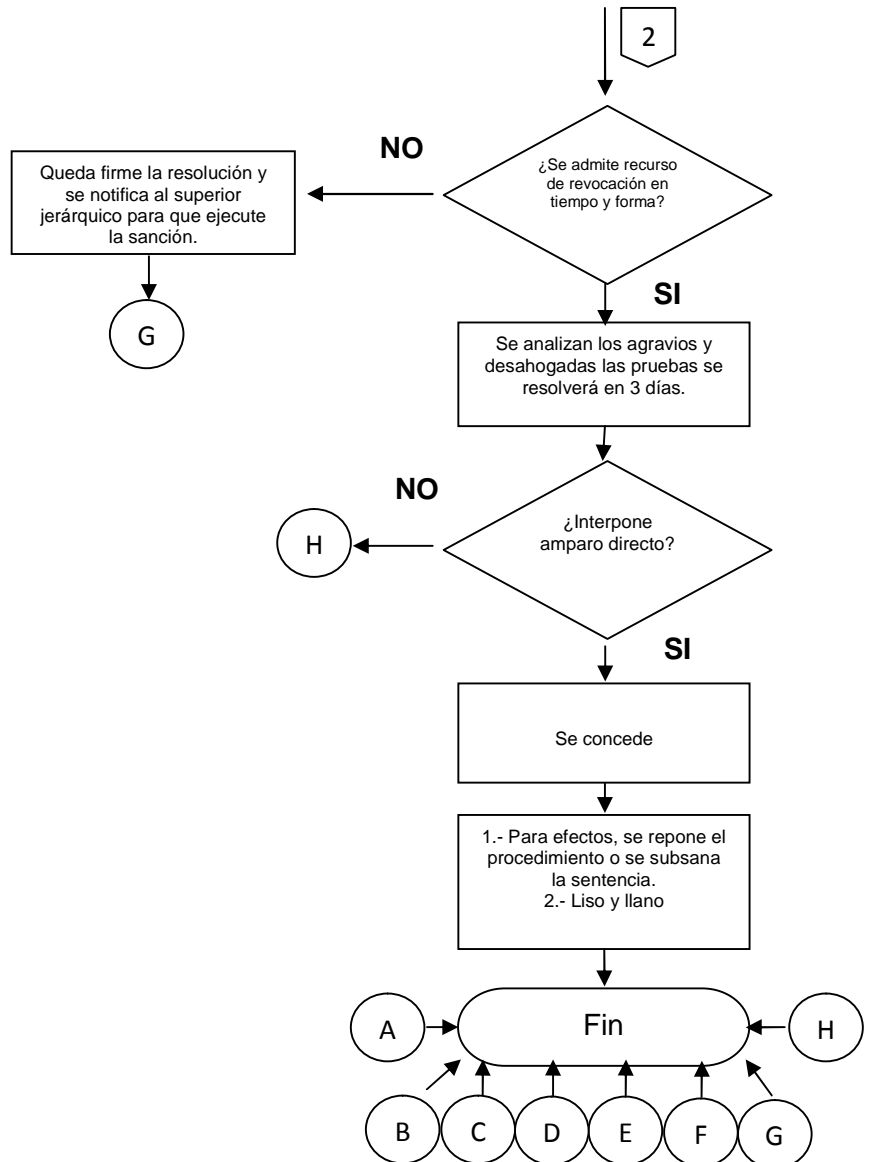 2
¿Se admite recurso
de revocación en
tiempo y forma?
NO
Queda firme la resolución y
se notifica al superior
jerárquico para que ejecute
la sanción.
G
SI
Se analizan los agravios y
desahogadas las pruebas se
resolverá en 3 días.
NO
¿Interpone
amparo directo?
H
SI
Se concede
1.- Para efectos, se repone el
procedimiento o se subsana
la sentencia.
2.- Liso y llano
A
Fin
H
B
C
D
E
F
G